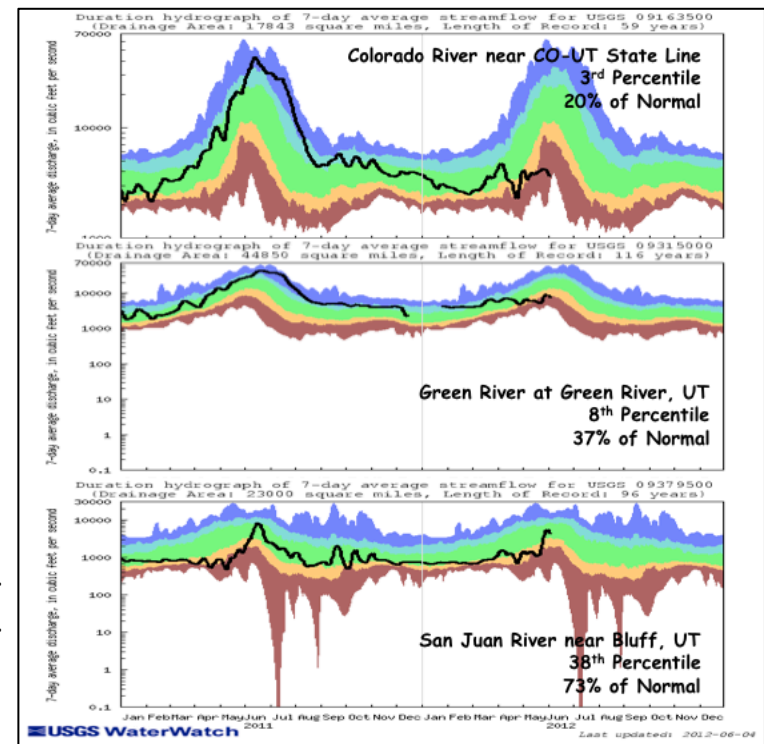 Duration hydrograph of 7-day average streamflow for USGS 09163500
(Drainage Area: 17843 square miles, Length of Record: 59 years)
70000
Colorado River near CO-UT State Line
3rd Percentile
20% of Normal
10000
7-day average discharge, in cubic feet per second
1000
Duration hydrograph of 7-day average streamflow for USGS 09315000
(Drainage Area: 44850 square miles, Length of Record: 116 years)
70000
10000
1000
100
10
1
0.1
7-day average discharge, in cubic feet per second
Green River at Green River, UT
8th Percentile
37% of Normal
Duration hydrograph of 7-day average streamflow for USGS 09379500
(Drainage Area: 23000 square miles, Length of Record: 96 years)
30000
10000
1000
100
10
1
0.1
7-day average discharge, in cubic feet per second
San Juan River near Bluff, UT
38th Percentile
73% of Normal
Jan Feb Mar Apr May Jun Jul Aug Sep Oct Nov Dec Jan Feb Mar Apr May Jun Jul Aug Sep Oct Nov Dec
2011 2012
USGS WaterWatch
Last updated: 2012-06-04